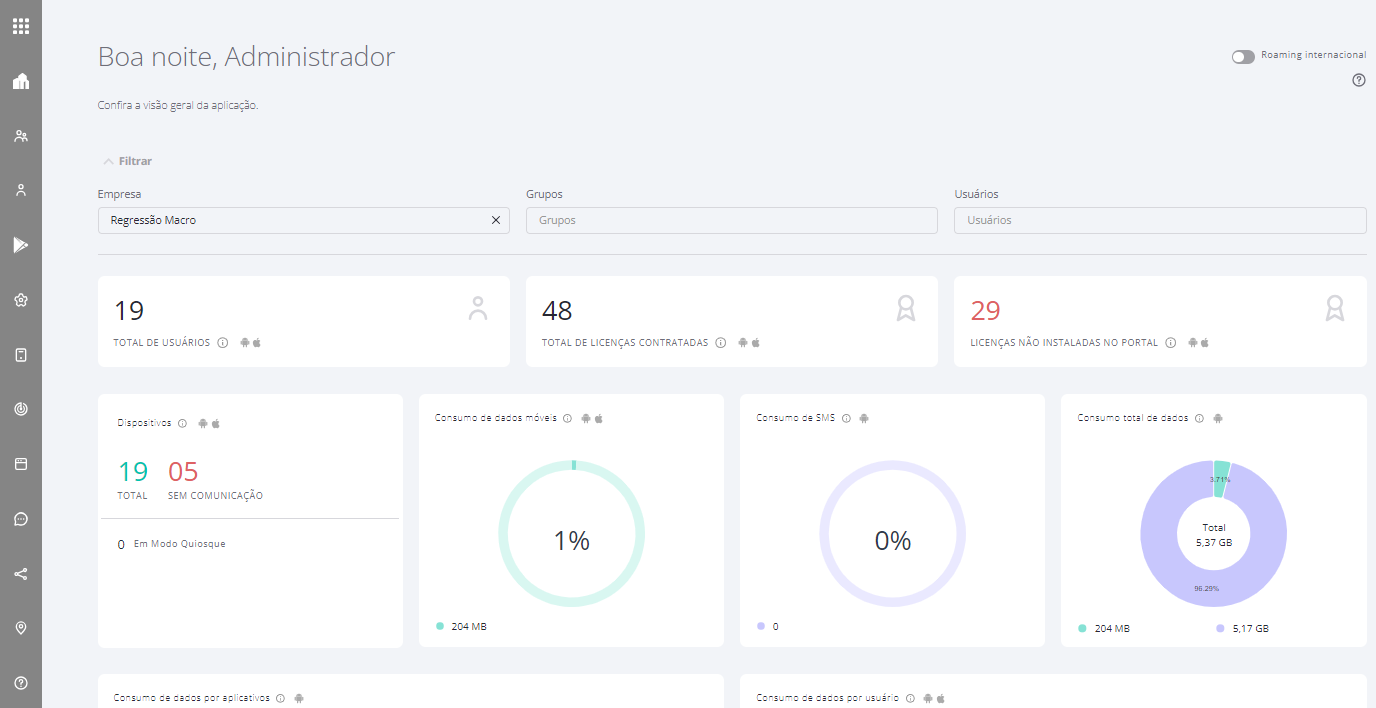 Boa noite, Administrador
Roaming internacional
Confira a visão geral da aplicação.
Filtrar
Empresa
Grupos
Usuários
Regressão Macro
Grupos
Usuários
19
TOTAL DE USUÁRIOS
48
TOTAL DE LICENÇAS CONTRATADAS
29
LICENÇAS NÃO INSTALADAS NO PORTAL
Dispositivos
19
TOTAL
05
SEM COMUNICAÇÃO
0 Em Modo Quiosque
Consumo de dados móveis
1%
204 MB
Consumo de SMS
0%
0
Consumo total de dados
3.71%
Total
5,37 GB
96.29%
204 MB
5,17 GB
Consumo de dados por aplicativos
Consumo de dados por usuário